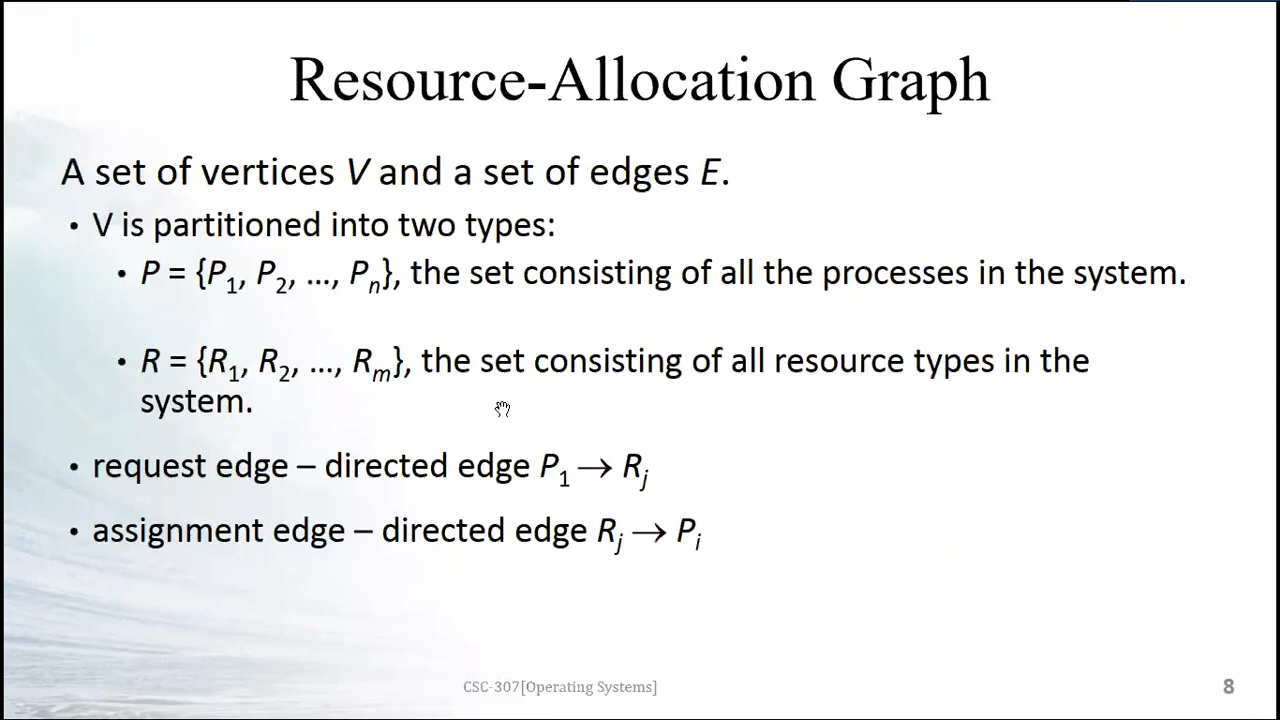 Resource-Allocation Graph
A set of vertices V and a set of edges E.
• V is partitioned into two types:
• P = {P1, P2, …, Pn}, the set consisting of all the processes in the system.
• R = {R1, R2, …, Rm}, the set consisting of all resource types in the
system.
• request edge – directed edge P1 → Rj
• assignment edge – directed edge Rj → Pi
CSC-307[Operating Systems]
8